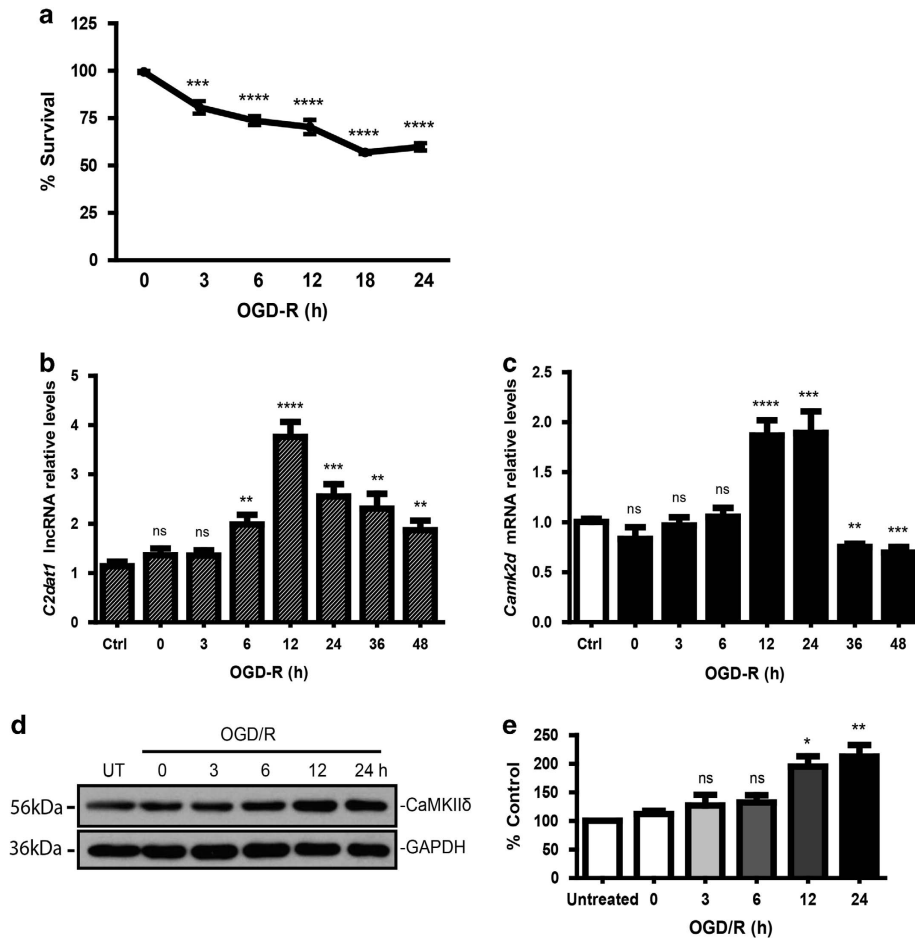 a
% Survival
125
100
75
50
25
0
***
****
****
****
****
0 3 6 12 18 24
OGD-R (h)
b
C2dat1 lncRNA relative levels
5
4
3
2
1
0
ns
ns
**
****
***
**
**
Ctrl 0 3 6 12 24 36 48
OGD-R (h)
c
Camk2d mRNA relative levels
2.5
2.0
1.5
1.0
0.5
0.0
ns
ns
ns
****
***
**
***
Ctrl 0 3 6 12 24 36 48
OGD-R (h)
d
OGD/R
UT 0 3 6 12 24 h
56kDa – -CaMKIIδ
36kDa – -GAPDH
e
% Control
250
200
150
100
50
0
ns
ns
*
**
Untreated 0 3 6 12 24
OGD/R (h)